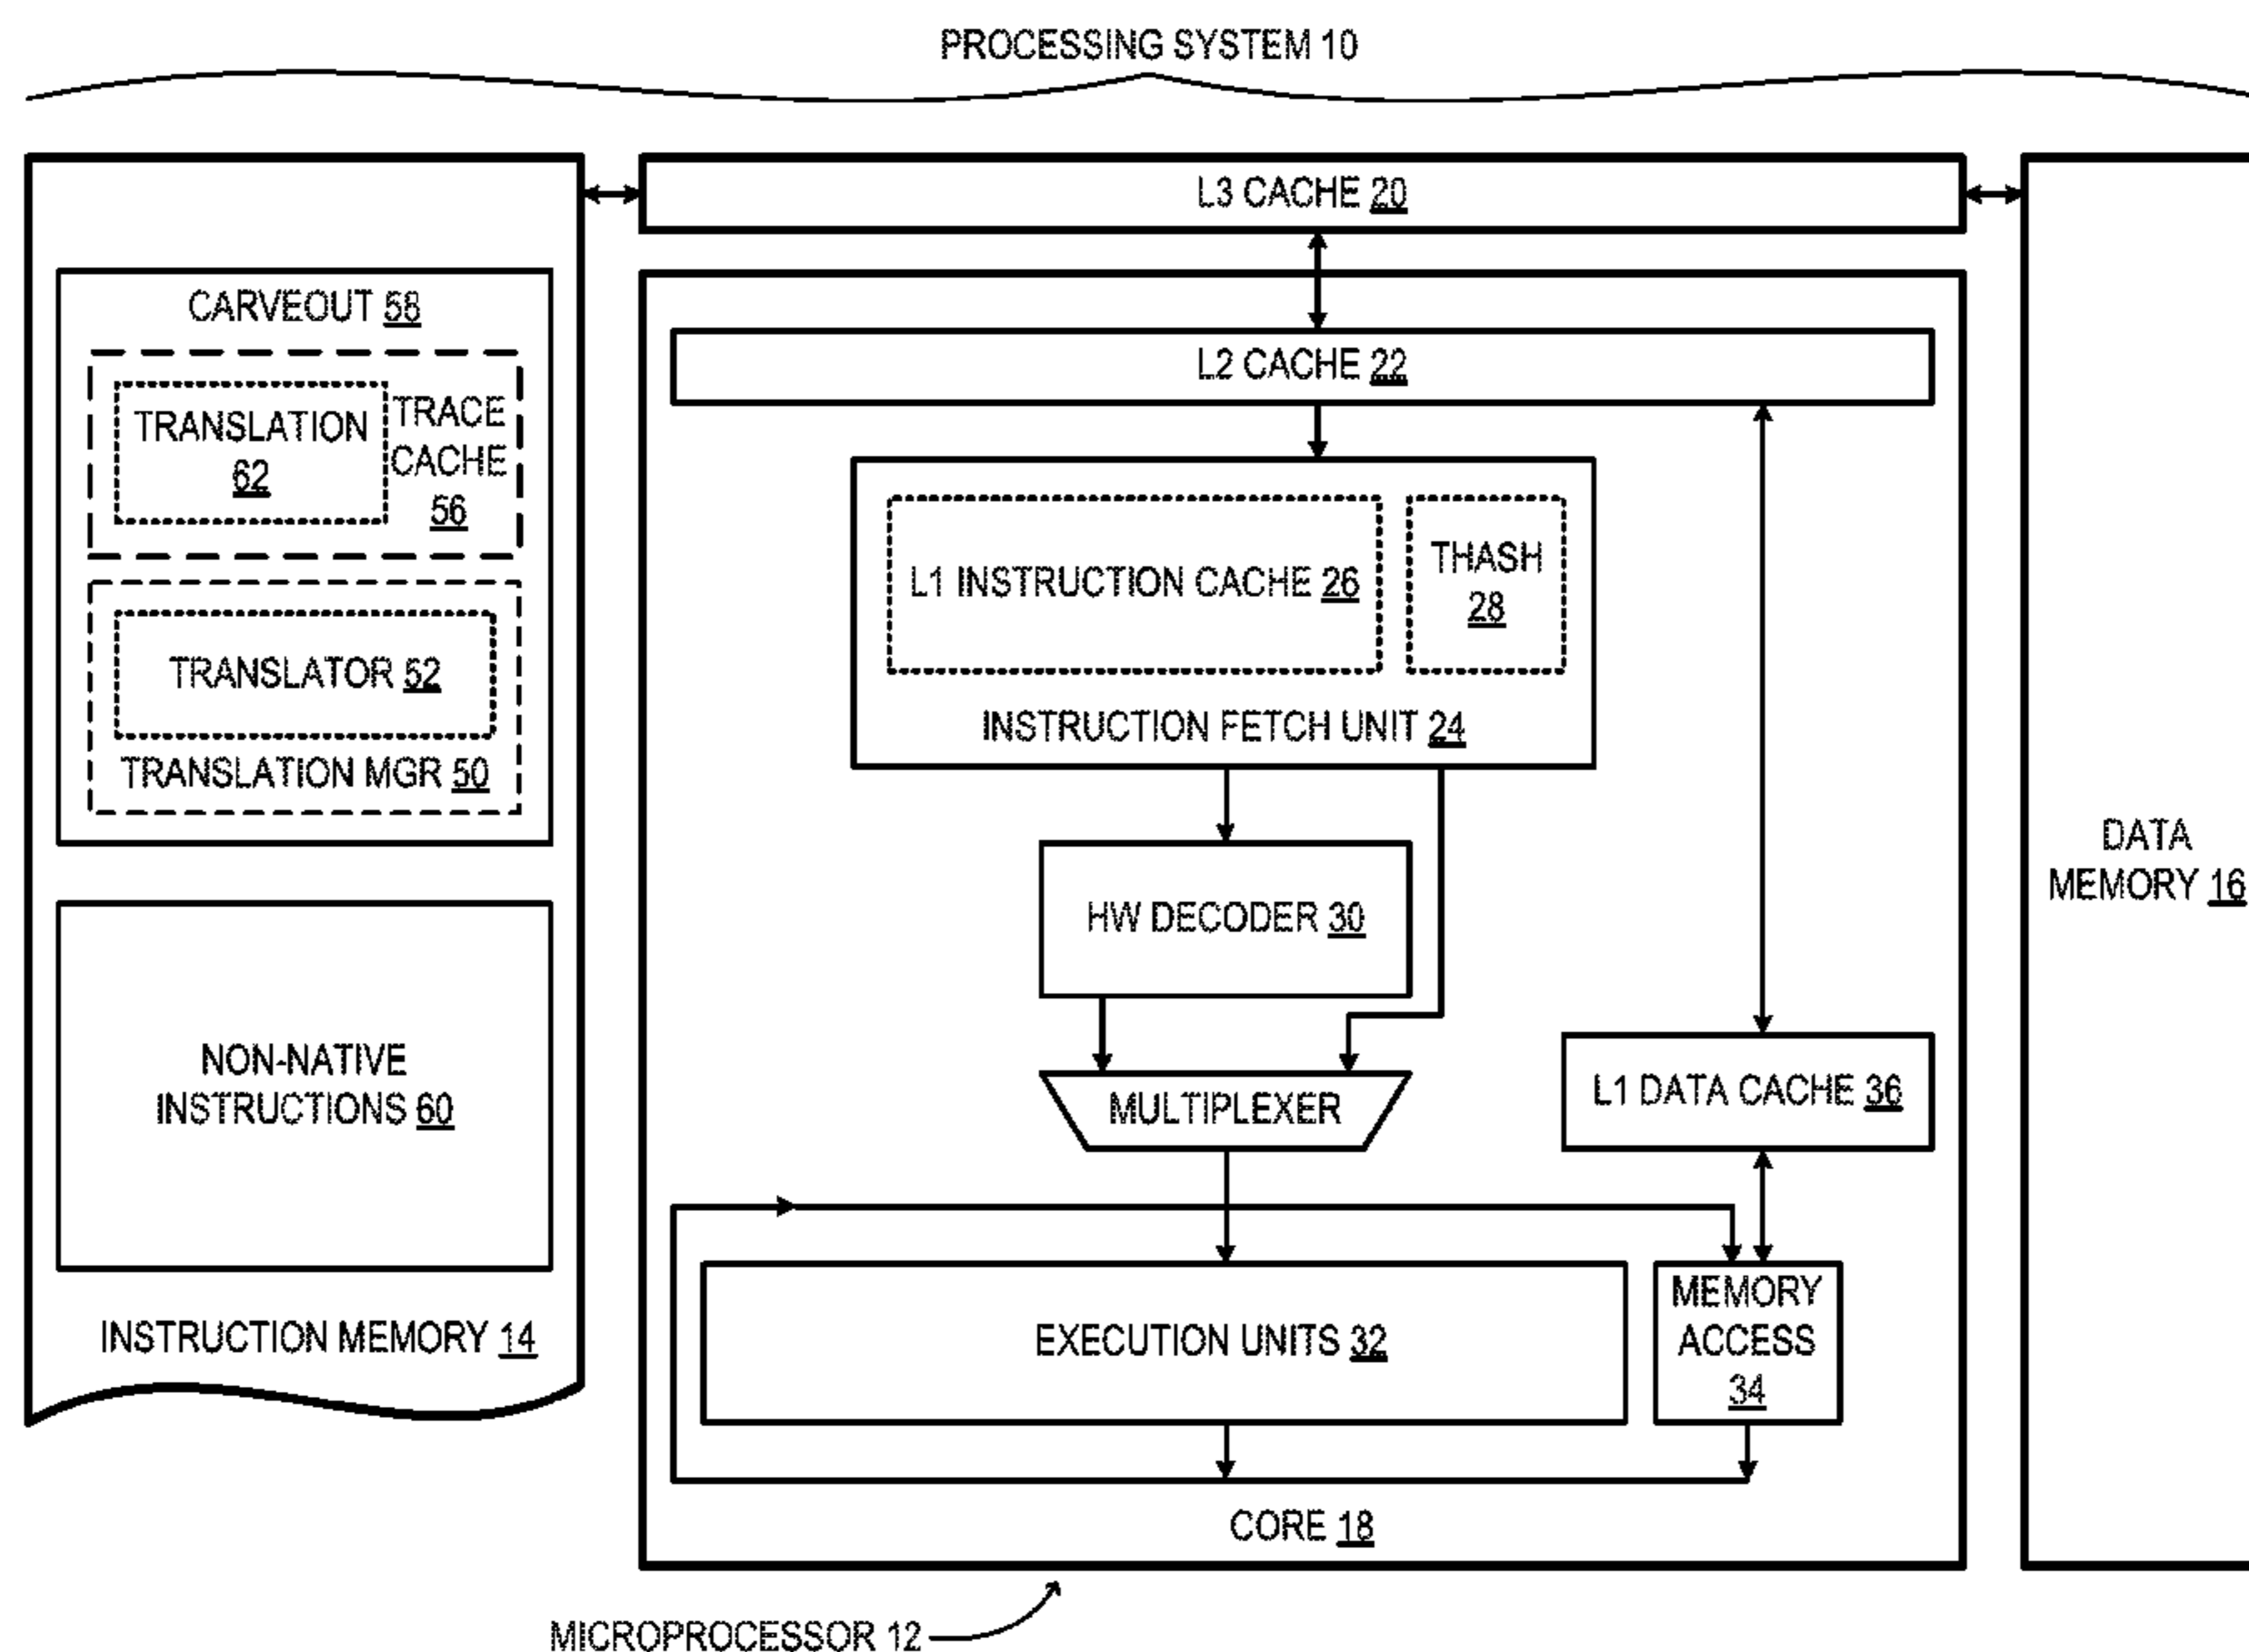 PROCESSING SYSTEM 10
CARVEOUT 58
TRANSLATION
62
TRACE
CACHE
56
TRANSLATOR 52
TRANSLATION MGR 50
NON-NATIVE
INSTRUCTIONS 60
INSTRUCTION MEMORY 14
L3 CACHE 20
L2 CACHE 22
L1 INSTRUCTION CACHE 26
THASH
28
INSTRUCTION FETCH UNIT 24
HW DECODER 30
MULTIPLEXER
L1 DATA CACHE 36
EXECUTION UNITS 32
MEMORY
ACCESS
34
CORE 18
DATA
MEMORY 16
MICROPROCESSOR 12